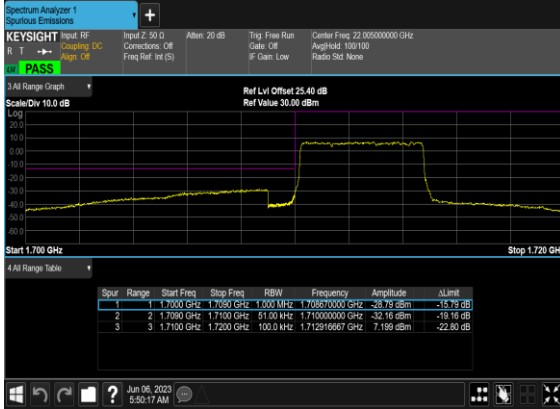 Spectrum Analyzer 1
Spurious Emissions
+
KEYSIGHT Input: RF Input Z: 50 Ω Atten: 20 dB Trig: Free Run Center Freq: 22.005000000 GHz
R T Coupling: DC Corrections: Off Gate: Off Avg|Hold: 100/100
Align: Off Freq Ref: Int (S) IF Gain: Low Radio Std: None
PASS
3 All Range Graph
Ref Lvl Offset 25.40 dB
Scale/Div 10.0 dB Ref Value 30.00 dBm
Log
20.0
10.0
0.00
-10.0
-20.0
-30.0
-40.0
-50.0
-60.0
Start 1.700 GHz Stop 1.720 GH
4 All Range Table
Spur Range Start Freq Stop Freq RBW Frequency Amplitude ΔLimit
1 1 1.7000 GHz 1.7090 GHz 1.000 MHz 1.708670000 GHz -28.79 dBm -15.79 dB
2 2 1.7090 GHz 1.7100 GHz 51.00 kHz 1.710000000 GHz -32.16 dBm -19.16 dB
3 3 1.7100 GHz 1.7200 GHz 100.0 kHz 1.712916667 GHz 7.199 dBm -22.80 dB
? Jun 06, 2023
5:50:17 AM